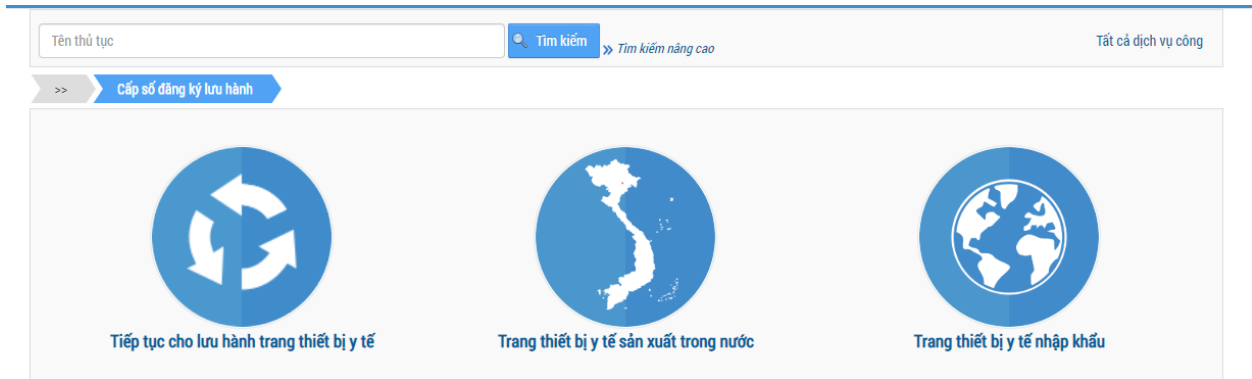 Tên thủ tục
Tìm kiếm
» Tìm kiếm nâng cao
Tất cả dịch vụ công
>>
Cấp số đăng ký lưu hành
Tiếp tục cho lưu hành trang thiết bị y tế
Trang thiết bị y tế sản xuất trong nước
Trang thiết bị y tế nhập khẩu